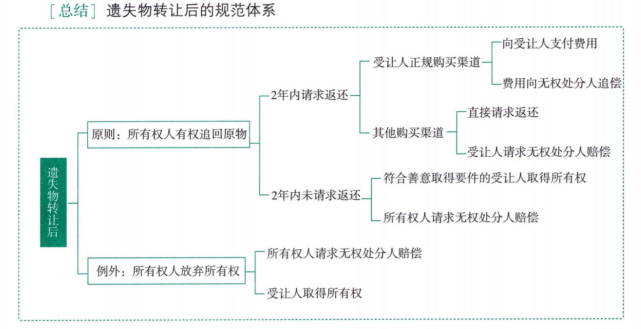 ［总结］遗失物转让后的规范体系
遗失物转让后
原则：所有权人有权追回原物
2年内请求返还
受让人正规购买渠道
向受让人支付费用
费用向无权处分人追偿
其他购买渠道
直接请求返还
受让人请求无权处分人赔偿
2年内未请求返还
符合善意取得要件的受让人取得所有权
所有权人请求无权处分人赔偿
例外：所有权人放弃所有权
所有权人请求无权处分人赔偿
受让人取得所有权